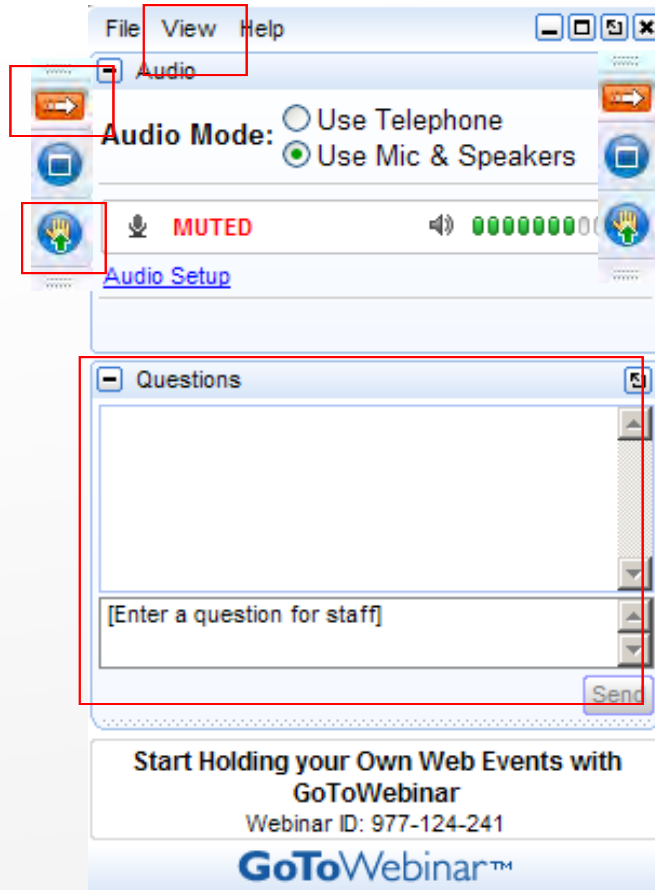 File View Help
Audio
Audio Mode:
Use Telephone
Use Mic & Speakers
MUTED
Audio Setup
Questions
[Enter a question for staff]
Send
Start Holding your Own Web Events with
GoToWebinar
Webinar ID: 977-124-241
GoToWebinar™